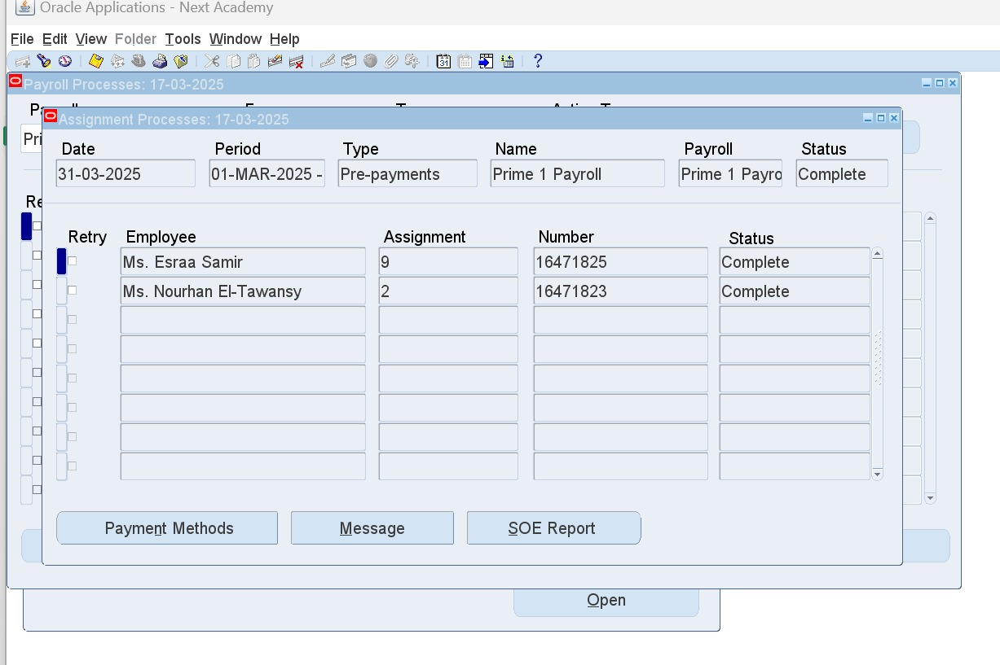 Oracle Applications - Next Academy
File Edit View Folder Tools Window Help
Payroll Processes: 17-03-2025
Assignment Processes: 17-03-2025
Date Period Type Name Payroll Status
31-03-2025 01-MAR-2025 - Pre-payments Prime 1 Payroll Prime 1 Payro Complete
Retry Employee Assignment Number Status
Ms. Esraa Samir 9 16471825 Complete
Ms. Nourhan El-Tawansy 2 16471823 Complete
Payment Methods Message SOE Report
Open